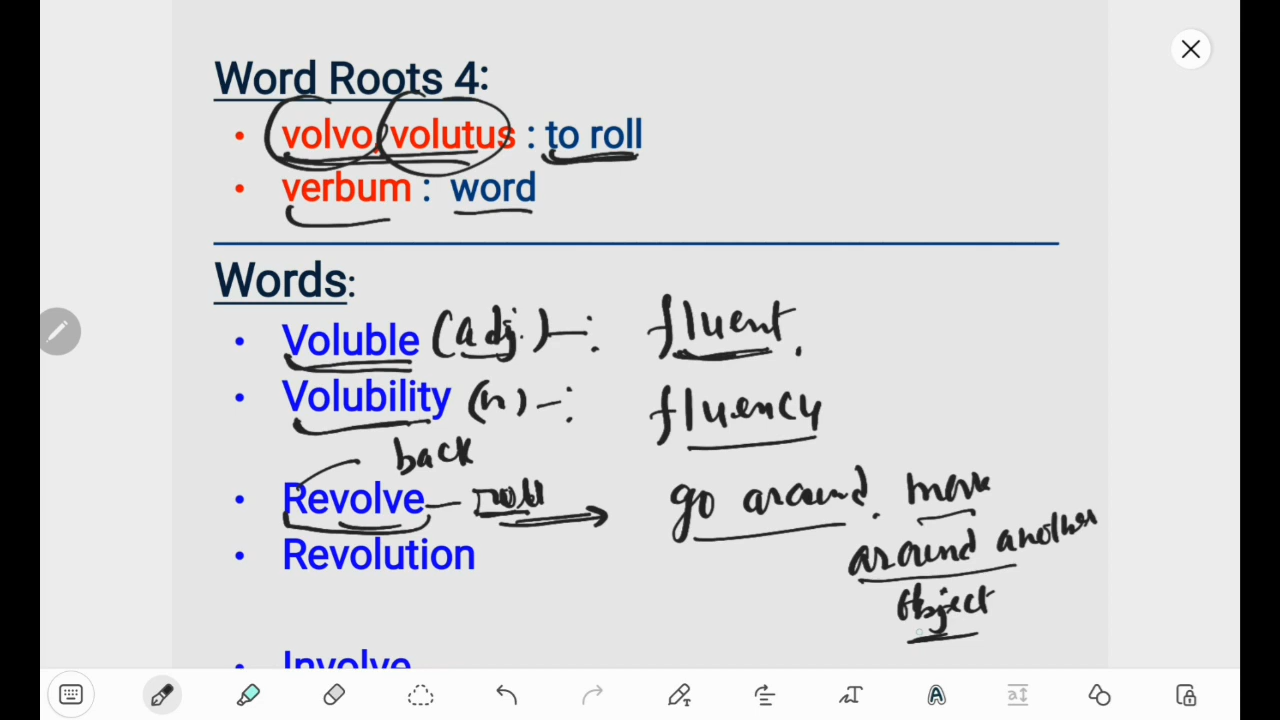 Word Roots 4:
• volvo, volutus : to roll
• verbum : word
Words:
• Voluble (adj.) –: fluent.
• Volubility (n) –: fluency
back
• Revolve – roll → go around. move
around another
object
• Revolution
• Involve